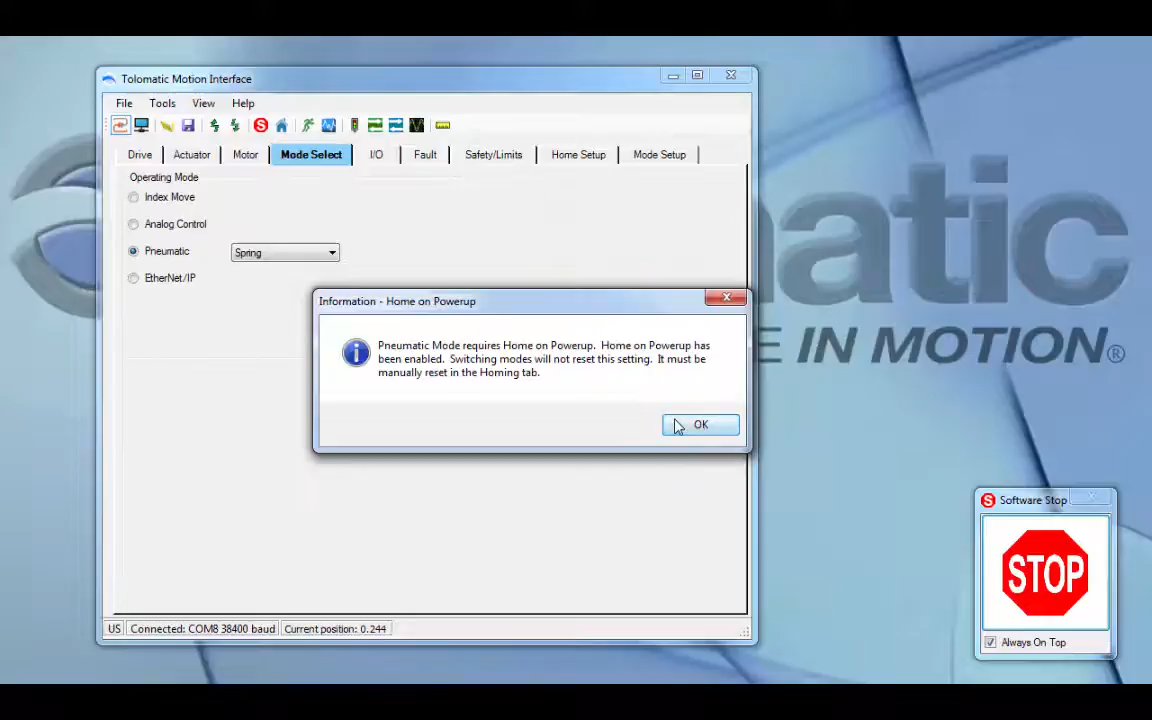 Tolomatic Motion Interface
File Tools View Help
Drive Actuator Motor Mode Select I/O Fault Safety/Limits Home Setup Mode Setup
Operating Mode
Index Move
Analog Control
Pneumatic Spring
EtherNet/IP
Information - Home on Powerup
Pneumatic Mode requires Home on Powerup. Home on Powerup has
been enabled. Switching modes will not reset this setting. It must be
manually reset in the Homing tab.
OK
matic
E IN MOTION®
S Software Stop
STOP
Always On Top
US Connected: COM8 38400 baud Current position: 0.244